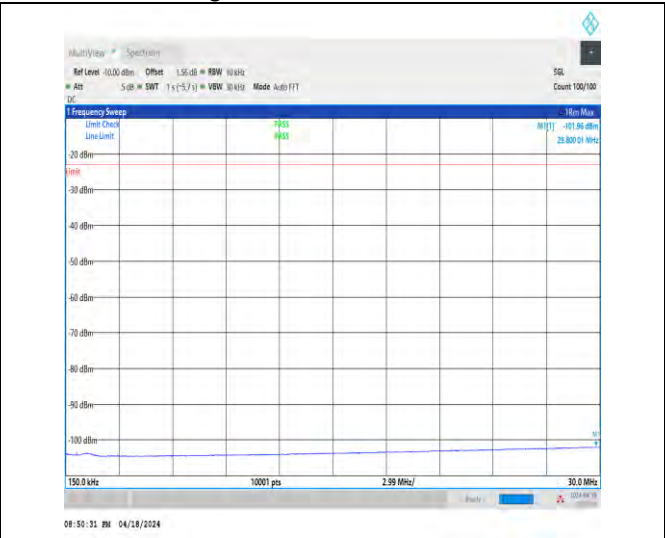 MultiView Spectrum
Ref Level -10.00 dBm Offset 1.56 dB RBW 10 kHz SGL
Att 5 dB SWT 1 s (~5.7 s) VBW 30 kHz Mode Auto FFT Count 100/100
DC
1 Frequency Sweep 1Rm Max
Limit Check PASS M1[1] -101.96 dBm
Line Limit PASS 29.800 01 MHz
-20 dBm
Limit
-30 dBm
-40 dBm
-50 dBm
-60 dBm
-70 dBm
-80 dBm
-90 dBm
-100 dBm
M1
150.0 kHz 10001 pts 2.99 MHz/ 30.0 MHz
Ready
08:50:31 PM 04/18/2024